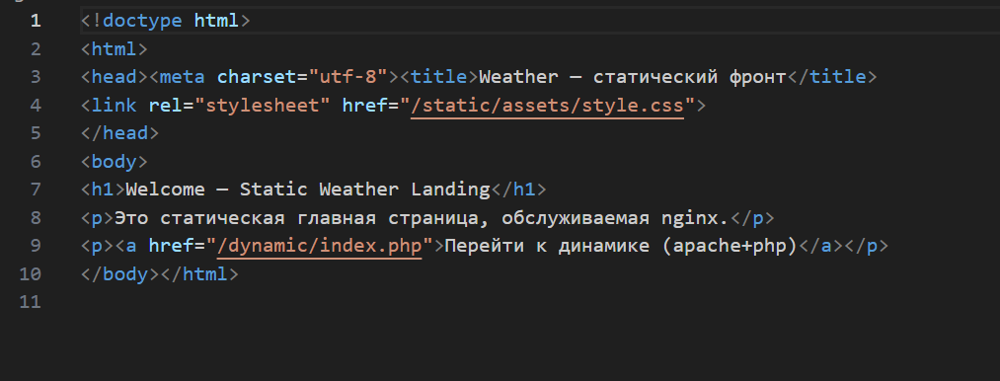 1 <!doctype html>
2 <html>
3 <head><meta charset="utf-8"><title>Weather — статический фронт</title>
4 <link rel="stylesheet" href="/static/assets/style.css">
5 </head>
6 <body>
7 <h1>Welcome — Static Weather Landing</h1>
8 <p>Это статическая главная страница, обслуживаемая nginx.</p>
9 <p><a href="/dynamic/index.php">Перейти к динамике (apache+php)</a></p>
10 </body></html>
11